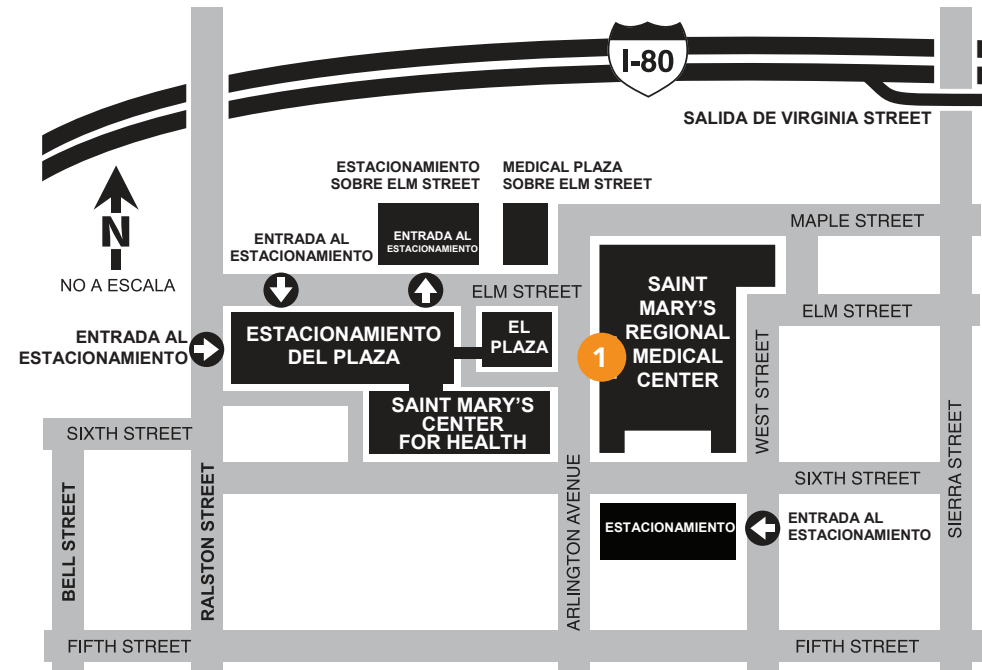 I-80
SALIDA DE VIRGINIA STREET
ESTACIONAMIENTO
SOBRE ELM STREET
MEDICAL PLAZA
SOBRE ELM STREET
N
NO A ESCALA
MAPLE STREET
ENTRADA AL
ESTACIONAMIENTO
ENTRADA AL
ESTACIONAMIENTO
ELM STREET
ELM STREET
ENTRADA AL
ESTACIONAMIENTO
ESTACIONAMIENTO
DEL PLAZA
EL
PLAZA
1
SAINT
MARY'S
REGIONAL
MEDICAL
CENTER
SAINT MARY'S
CENTER
FOR HEALTH
WEST STREET
SIXTH STREET
SIXTH STREET
SIERRA STREET
BELL STREET
RALSTON STREET
ARLINGTON AVENUE
ESTACIONAMIENTO
ENTRADA AL
ESTACIONAMIENTO
FIFTH STREET
FIFTH STREET